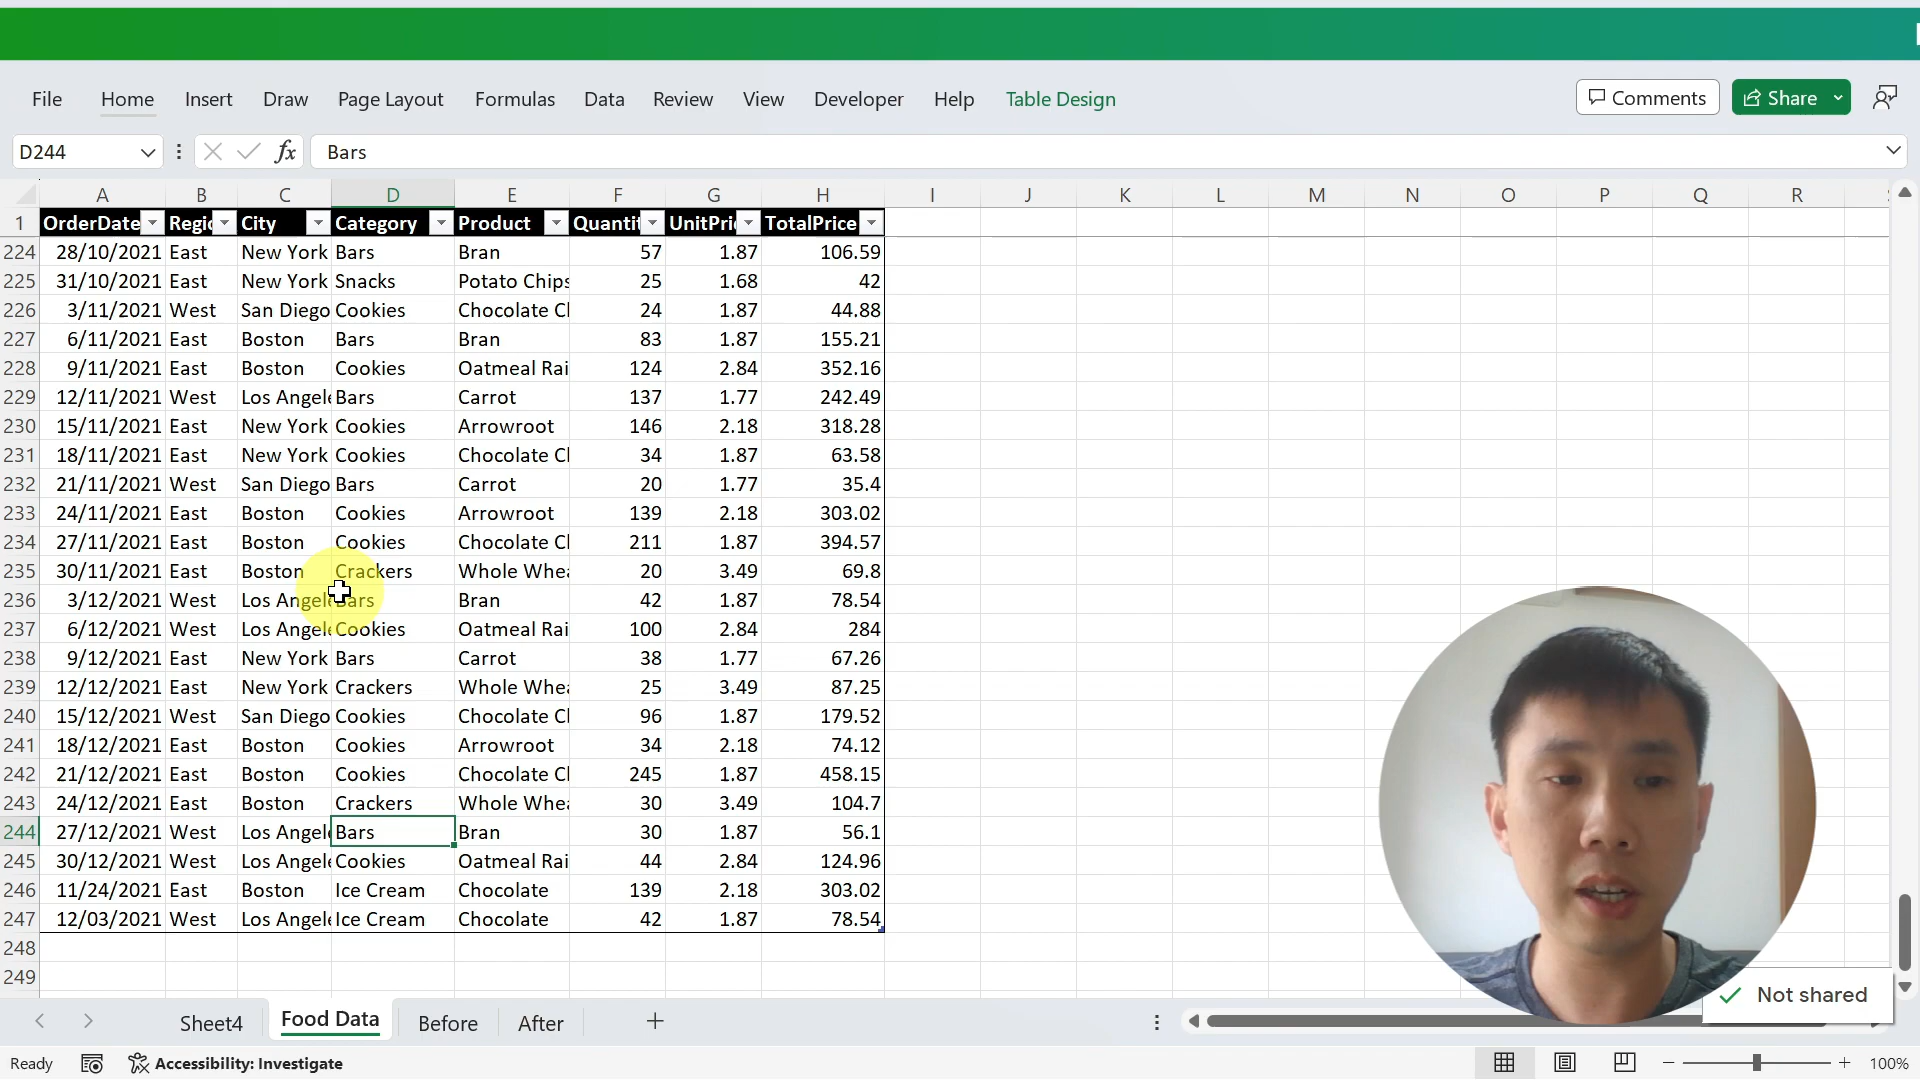 File Home Insert Draw Page Layout Formulas Data Review View Developer Help Table Design Comments Share
D244 fx Bars
A B C D E F G H I J K L M N O P Q R
1 OrderDate Regic City Category Product Quantit UnitPri TotalPrice
224 28/10/2021 East New York Bars Bran 57 1.87 106.59
225 31/10/2021 East New York Snacks Potato Chips 25 1.68 42
226 3/11/2021 West San Diego Cookies Chocolate Cl 24 1.87 44.88
227 6/11/2021 East Boston Bars Bran 83 1.87 155.21
228 9/11/2021 East Boston Cookies Oatmeal Rai 124 2.84 352.16
229 12/11/2021 West Los Angele Bars Carrot 137 1.77 242.49
230 15/11/2021 East New York Cookies Arrowroot 146 2.18 318.28
231 18/11/2021 East New York Cookies Chocolate Cl 34 1.87 63.58
232 21/11/2021 West San Diego Bars Carrot 20 1.77 35.4
233 24/11/2021 East Boston Cookies Arrowroot 139 2.18 303.02
234 27/11/2021 East Boston Cookies Chocolate Cl 211 1.87 394.57
235 30/11/2021 East Boston Crackers Whole Whea 20 3.49 69.8
236 3/12/2021 West Los Angele Bars Bran 42 1.87 78.54
237 6/12/2021 West Los Angele Cookies Oatmeal Rai 100 2.84 284
238 9/12/2021 East New York Bars Carrot 38 1.77 67.26
239 12/12/2021 East New York Crackers Whole Whea 25 3.49 87.25
240 15/12/2021 West San Diego Cookies Chocolate Cl 96 1.87 179.52
241 18/12/2021 East Boston Cookies Arrowroot 34 2.18 74.12
242 21/12/2021 East Boston Cookies Chocolate Cl 245 1.87 458.15
243 24/12/2021 East Boston Crackers Whole Whea 30 3.49 104.7
244 27/12/2021 West Los Angele Bars Bran 30 1.87 56.1
245 30/12/2021 West Los Angele Cookies Oatmeal Rai 44 2.84 124.96
246 11/24/2021 East Boston Ice Cream Chocolate 139 2.18 303.02
247 12/03/2021 West Los Angele Ice Cream Chocolate 42 1.87 78.54
248
249
Not shared
Sheet4 Food Data Before After
Ready Accessibility: Investigate 100%